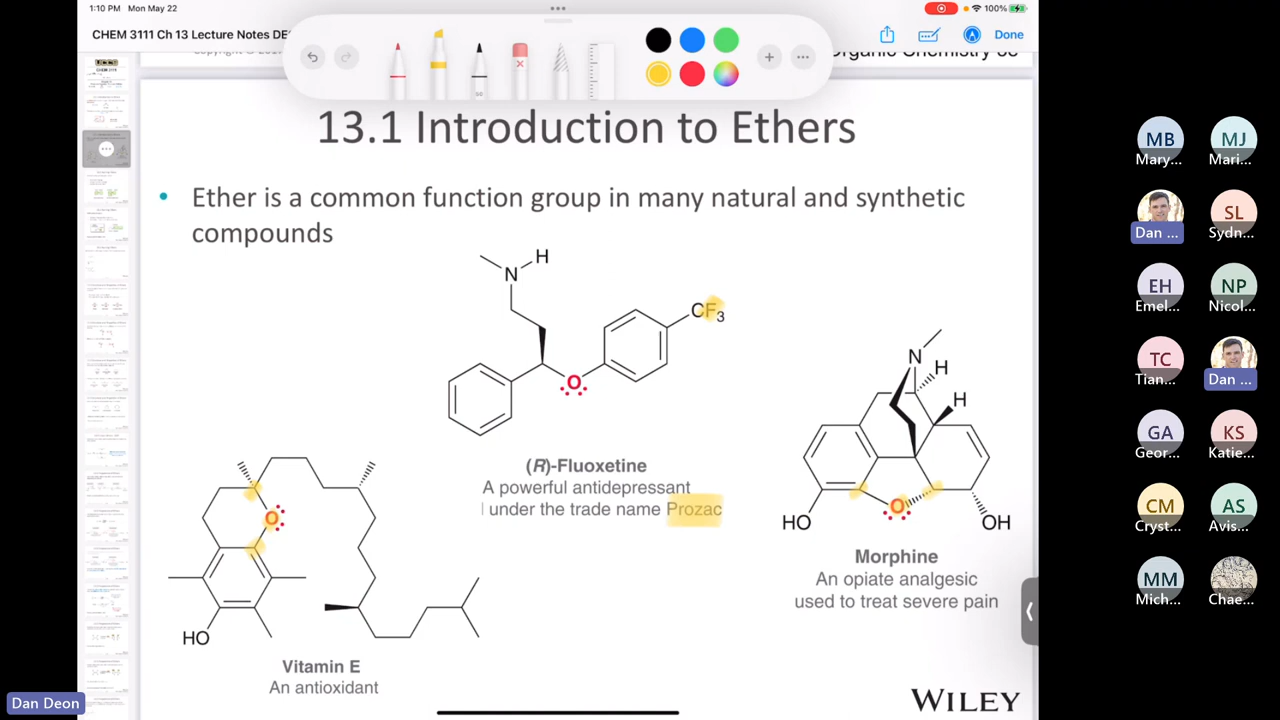 1:10 PM Mon May 22
100%
CHEM 3111 Ch 13 Lecture Notes DE
Done
Organic Chemistry 3e
13.1 Introduction to Ethers
Ether is a common function group in many natural and synthetic
compounds
N
H
CF3
O
(R)-Fluoxetine
A powerful antidepressant
under the trade name Prozac
O
HO
Vitamin E
An antioxidant
N
H
H
O
HO
OH
Morphine
An opiate analgesic
used to treat severe pain
WILEY
Dan Deon
MB
Mary...
MJ
Mari...
Dan ...
SL
Sydn...
EH
Emel...
NP
Nicol...
TC
Tian...
Dan ...
GA
Geor...
KS
Katie...
CM
Cryst...
AS
Avis...
MM
Mich...
Chae...